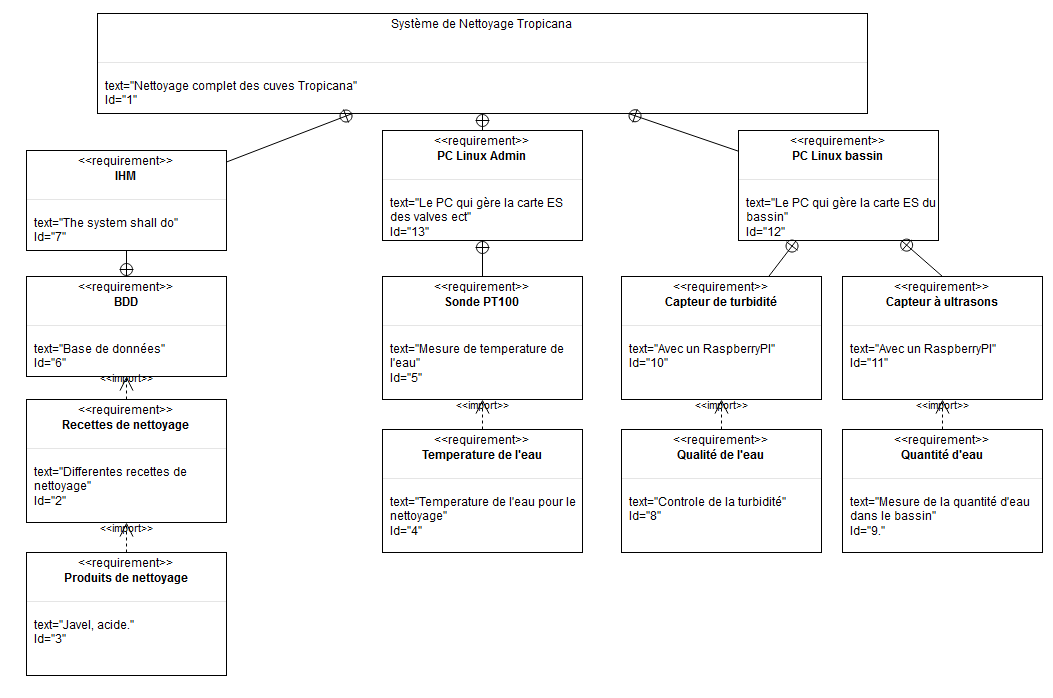 Système de Nettoyage Tropicana
text="Nettoyage complet des cuves Tropicana"
Id="1"
<<requirement>>
IHM
text="The system shall do"
Id="7"
<<requirement>>
PC Linux Admin
text="Le PC qui gère la carte ES
des valves ect"
Id="13"
<<requirement>>
PC Linux bassin
text="Le PC qui gère la carte ES du
bassin"
Id="12"
<<requirement>>
BDD
text="Base de données"
Id="6"
<<requirement>>
Sonde PT100
text="Mesure de temperature de
l'eau"
Id="5"
<<requirement>>
Capteur de turbidité
text="Avec un RaspberryPI"
Id="10"
<<requirement>>
Capteur à ultrasons
text="Avec un RaspberryPI"
Id="11"
<<import>>
<<import>>
<<import>>
<<import>>
<<requirement>>
Recettes de nettoyage
text="Differentes recettes de
nettoyage"
Id="2"
<<requirement>>
Temperature de l'eau
text="Temperature de l'eau pour le
nettoyage"
Id="4"
<<requirement>>
Qualité de l'eau
text="Controle de la turbidité"
Id="8"
<<requirement>>
Quantité d'eau
text="Mesure de la quantité d'eau
dans le bassin"
Id="9."
<<import>>
<<requirement>>
Produits de nettoyage
text="Javel, acide."
Id="3"